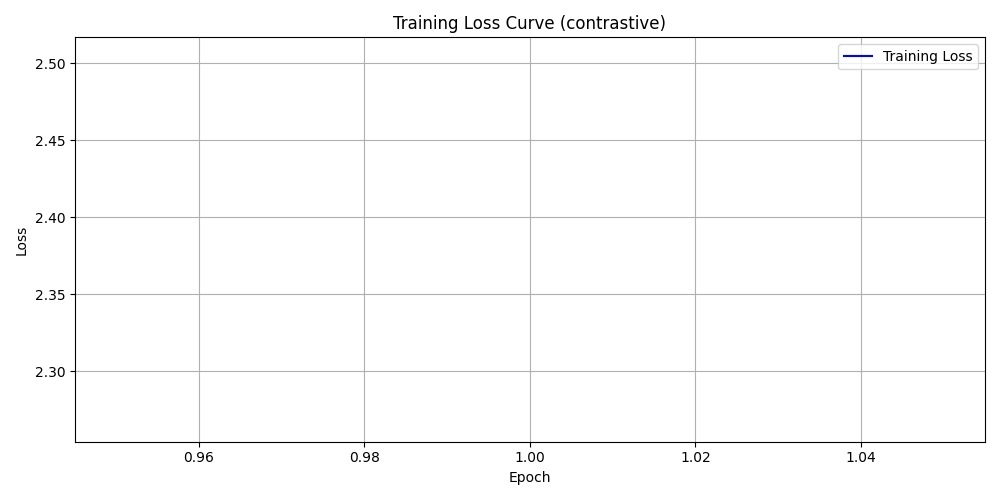 Training Loss Curve (contrastive)
Training Loss
2.50
2.45
2.40
2.35
2.30
Loss
0.96 0.98 1.00 1.02 1.04
Epoch